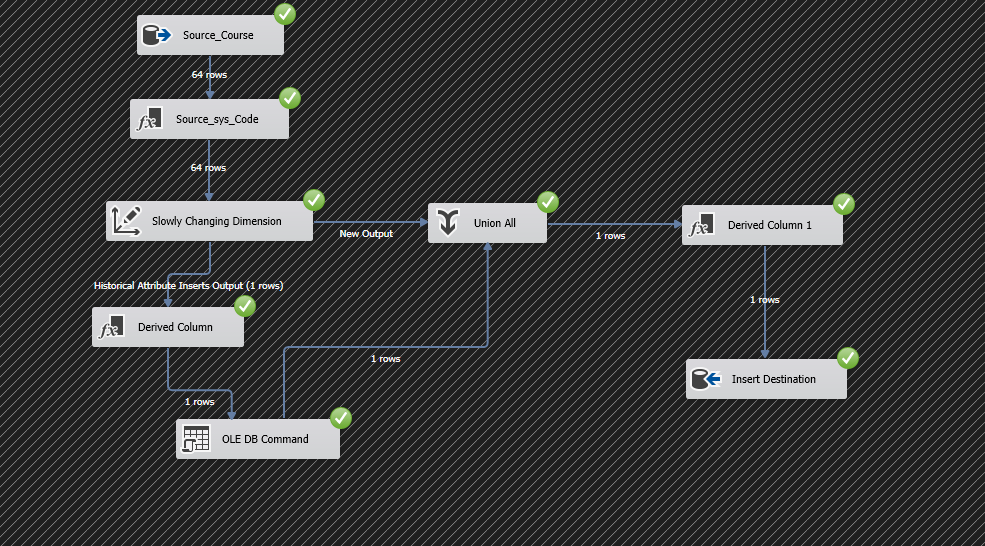 Source_Course
64 rows
Source_sys_Code
64 rows
Slowly Changing Dimension
New Output
Union All
1 rows
Derived Column 1
Historical Attribute Inserts Output (1 rows)
Derived Column
1 rows
1 rows
OLE DB Command
1 rows
Insert Destination